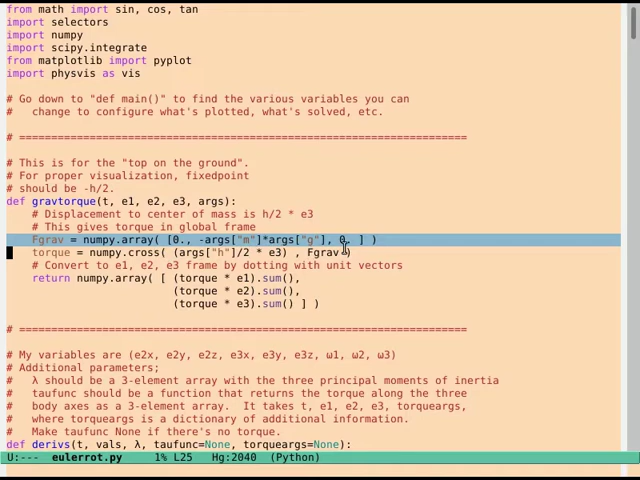 from math import sin, cos, tan
import selectors
import numpy
import scipy.integrate
from matplotlib import pyplot
import physvis as vis
# Go down to "def main()" to find the various variables you can
#   change to configure what's plotted, what's solved, etc.
# ======================================================================
# This is for the "top on the ground".
# For proper visualization, fixedpoint
# should be -h/2.
def gravtorque(t, e1, e2, e3, args):
    # Displacement to center of mass is h/2 * e3
    # This gives torque in global frame
    Fgrav = numpy.array( [0., -args["m"]*args["g"], 0. ] )
    torque = numpy.cross( (args["h"]/2 * e3) , Fgrav )
    # Convert to e1, e2, e3 frame by dotting with unit vectors
    return numpy.array( [ (torque * e1).sum(),
                          (torque * e2).sum(),
                          (torque * e3).sum() ] )
# ======================================================================
# My variables are (e2x, e2y, e2z, e3x, e3y, e3z, ω1, ω2, ω3)
# Additional parameters;
#   λ should be a 3-element array with the three principal moments of inertia
#   taufunc should be a function that returns the torque along the three
#   body axes as a 3-element array.  It takes t, e1, e2, e3, torqueargs,
#   where torqueargs is a dictionary of additional information.
#   Make taufunc None if there's no torque.
def derivs(t, vals, λ, taufunc=None, torqueargs=None):
U:---  eulerrot.py     1% L25    Hg:2040  (Python)